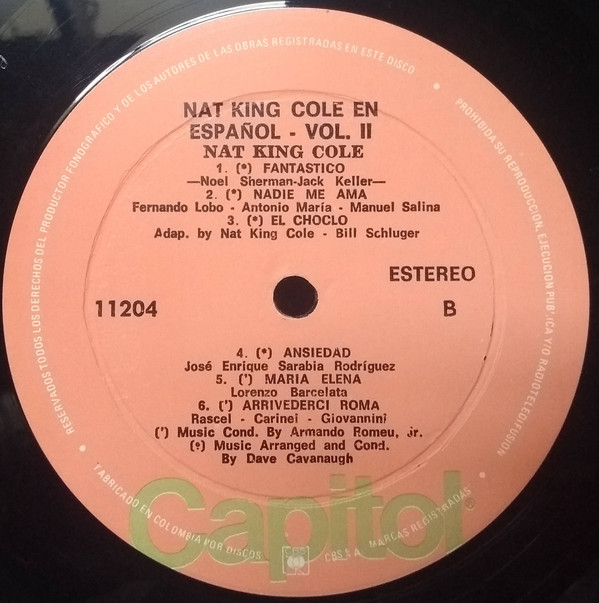 RESERVADOS TODOS LOS DERECHOS DEL PRODUCTOR FONOGRAFICO Y DE LOS AUTORES DE LAS OBRAS REGISTRADAS EN ESTE DISCO
PROHIBIDA SU REPRODUCCION, EJECUCION PUBLICA Y/O RADIOTELEDIFUSION
NAT KING COLE EN
ESPAÑOL - VOL. II
NAT KING COLE
1. (*) FANTASTICO
—Noel Sherman-Jack Keller—
2. (*) NADIE ME AMA
Fernando Lobo - Antonio María - Manuel Salina
3. (*) EL CHOCLO
Adap. by Nat King Cole - Bill Schluger
ESTEREO
11204 B
4. (*) ANSIEDAD
José Enrique Sarabia Rodríguez
5. (') MARIA ELENA
Lorenzo Barcelata
6. (') ARRIVEDERCI ROMA
Rascel - Carinei - Giovannini
(') Music Cond. By Armando Romeu, Jr.
(*) Music Arranged and Cond.
By Dave Cavanaugh
Capitol®
FABRICADO EN COLOMBIA POR DISCOS CBS S.A. MARCAS REGISTRADAS